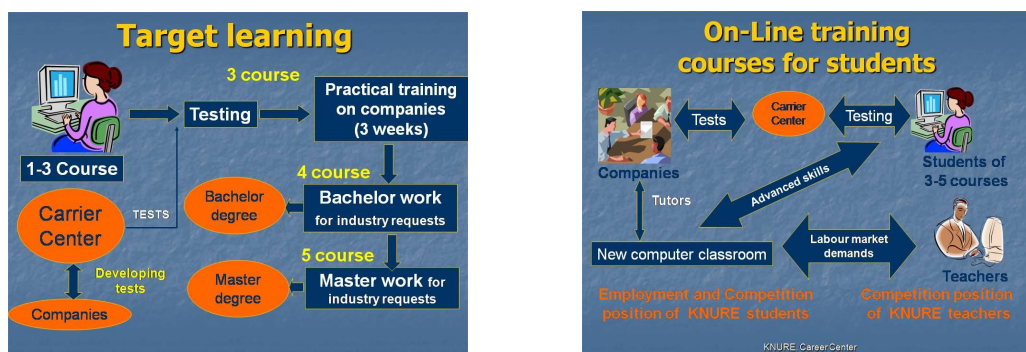 Target learning
3 course
Testing
Practical training
on companies
(3 weeks)
1-3 Course
4 course
Carrier
Center
TESTS
Bachelor
degree
Bachelor work
for industry requests
5 course
Developing
tests
Master
degree
Master work for
industry requests
Companies
On-Line training
courses for students
Tests
Carrier
Center
Testing
Companies
Students of
3-5 courses
Advanced skills
Tutors
New computer classroom
Labour market
demands
Teachers
Employment and Competition
position of KNURE students
Competition position
of KNURE teachers
KNURE, Career Center